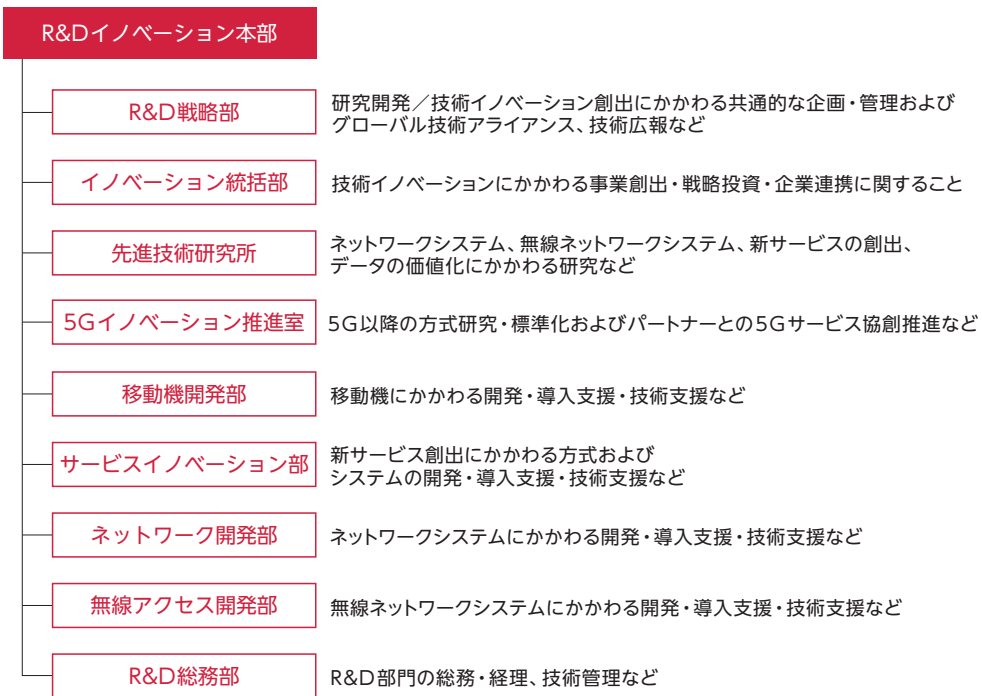 R&Dイノベーション本部
R&D戦略部
研究開発／技術イノベーション創出にかかわる共通的な企画・管理および
グローバル技術アライアンス、技術広報など
イノベーション統括部
技術イノベーションにかかわる事業創出・戦略投資・企業連携に関すること
先進技術研究所
ネットワークシステム、無線ネットワークシステム、新サービスの創出、
データの価値化にかかわる研究など
5Gイノベーション推進室
5G以降の方式研究・標準化およびパートナーとの5Gサービス協創推進など
移動機開発部
移動機にかかわる開発・導入支援・技術支援など
サービスイノベーション部
新サービス創出にかかわる方式および
システムの開発・導入支援・技術支援など
ネットワーク開発部
ネットワークシステムにかかわる開発・導入支援・技術支援など
無線アクセス開発部
無線ネットワークシステムにかかわる開発・導入支援・技術支援など
R&D総務部
R&D部門の総務・経理、技術管理など